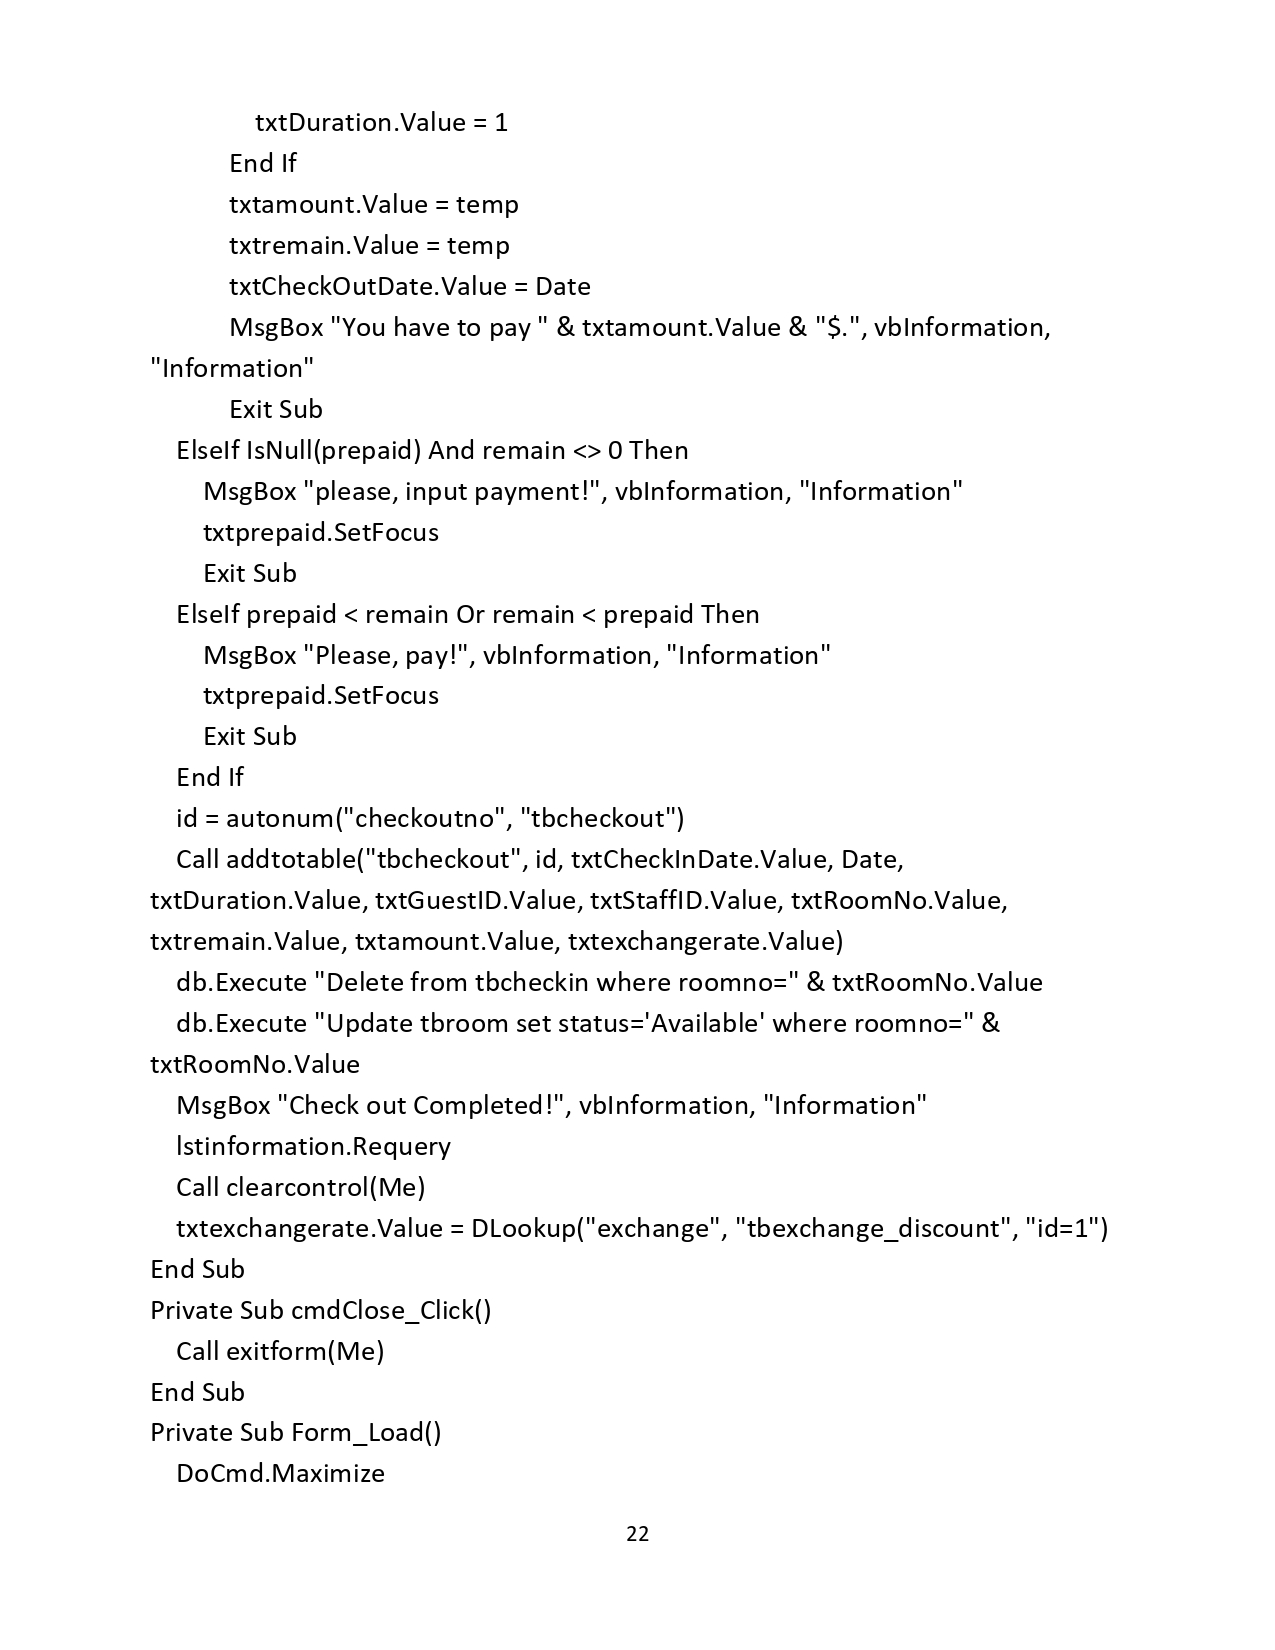 txtDuration.Value = 1
End If
txtamount.Value = temp
txtremain.Value = temp
txtCheckOutDate.Value = Date
MsgBox "You have to pay " & txtamount.Value & "$.", vbInformation,
"Information"
Exit Sub
ElseIf IsNull(prepaid) And remain <> 0 Then
MsgBox "please, input payment!", vbInformation, "Information"
txtprepaid.SetFocus
Exit Sub
ElseIf prepaid < remain Or remain < prepaid Then
MsgBox "Please, pay!", vbInformation, "Information"
txtprepaid.SetFocus
Exit Sub
End If
id = autonum("checkoutno", "tbcheckout")
Call addtotable("tbcheckout", id, txtCheckInDate.Value, Date,
txtDuration.Value, txtGuestID.Value, txtStaffID.Value, txtRoomNo.Value,
txtremain.Value, txtamount.Value, txtexchangerate.Value)
db.Execute "Delete from tbcheckin where roomno=" & txtRoomNo.Value
db.Execute "Update tbroom set status='Available' where roomno=" &
txtRoomNo.Value
MsgBox "Check out Completed!", vbInformation, "Information"
lstinformation.Requery
Call clearcontrol(Me)
txtexchangerate.Value = DLookup("exchange", "tbexchange_discount", "id=1")
End Sub
Private Sub cmdClose_Click()
Call exitform(Me)
End Sub
Private Sub Form_Load()
DoCmd.Maximize
22